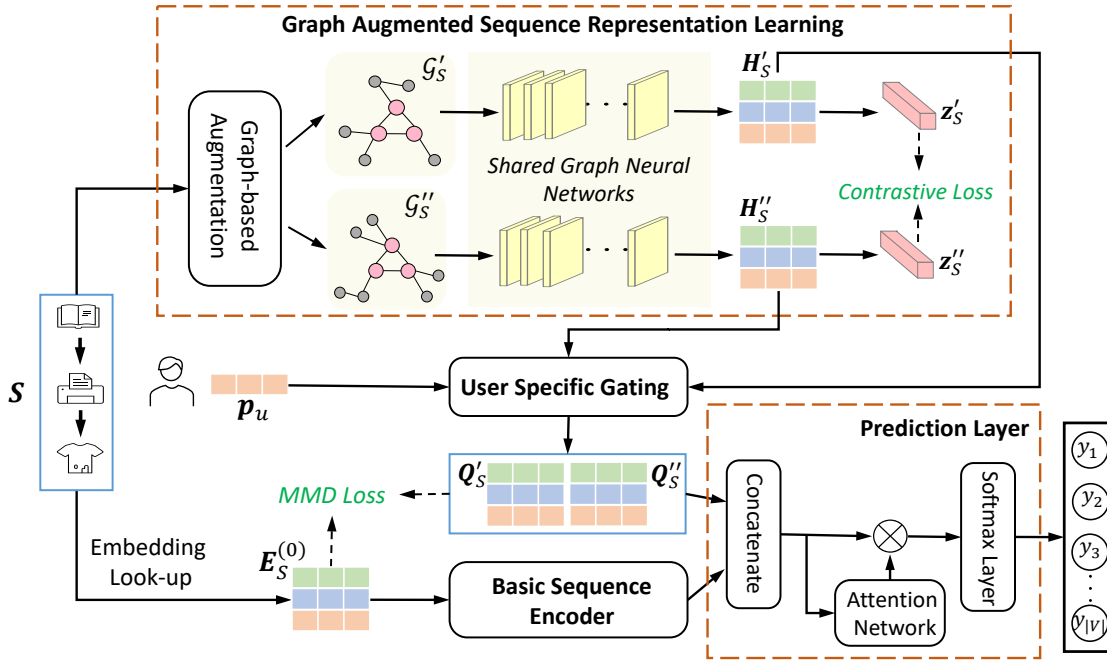 Graph Augmented Sequence Representation Learning
Graph-based
Augmentation
𝒢′_S
Shared Graph Neural
Networks
𝒢″_S
H′_S
z′_S
Contrastive Loss
H″_S
z″_S
S
p_u
User Specific Gating
Q′_S
Q″_S
MMD Loss
Embedding
Look-up
E_S^(0)
Basic Sequence
Encoder
Prediction Layer
Concatenate
Attention
Network
Softmax Layer
y_1
y_2
y_3
y_|V|